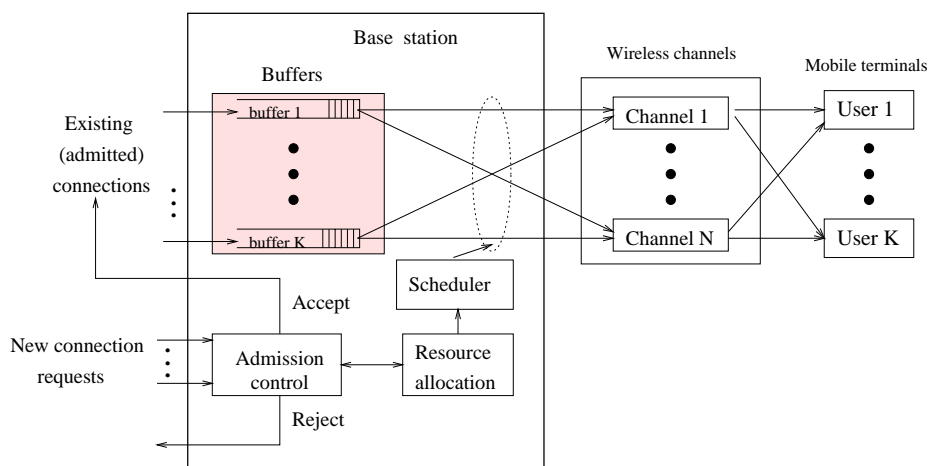 Base station
Wireless channels
Mobile terminals
Buffers
buffer 1
Channel 1
User 1
Existing
(admitted)
connections
buffer K
Channel N
User K
Scheduler
Accept
New connection
requests
Admission
control
Resource
allocation
Reject